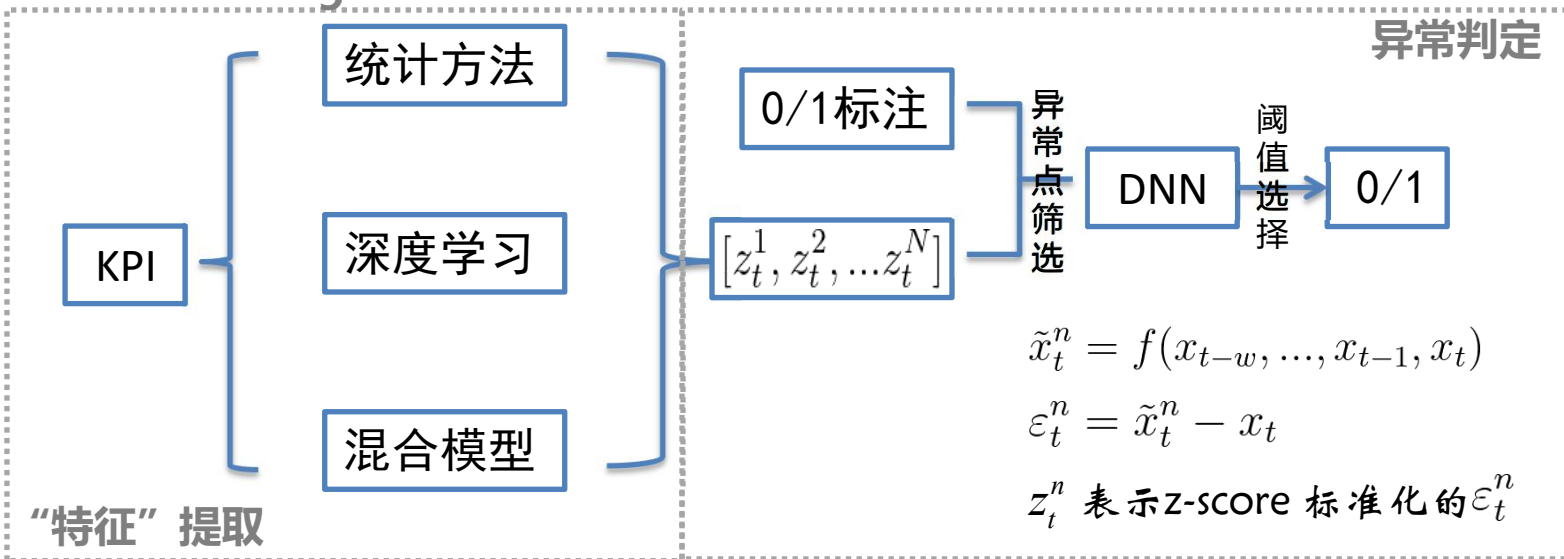 异常判定
统计方法
0/1标注
异常点筛选
阈值选择
KPI
深度学习
[z_t^1, z_t^2, ...z_t^N]
DNN
0/1
x̃_t^n = f(x_{t-w}, ..., x_{t-1}, x_t)
ε_t^n = x̃_t^n − x_t
混合模型
z_t^n 表示z-score 标准化的ε_t^n
“特征”提取